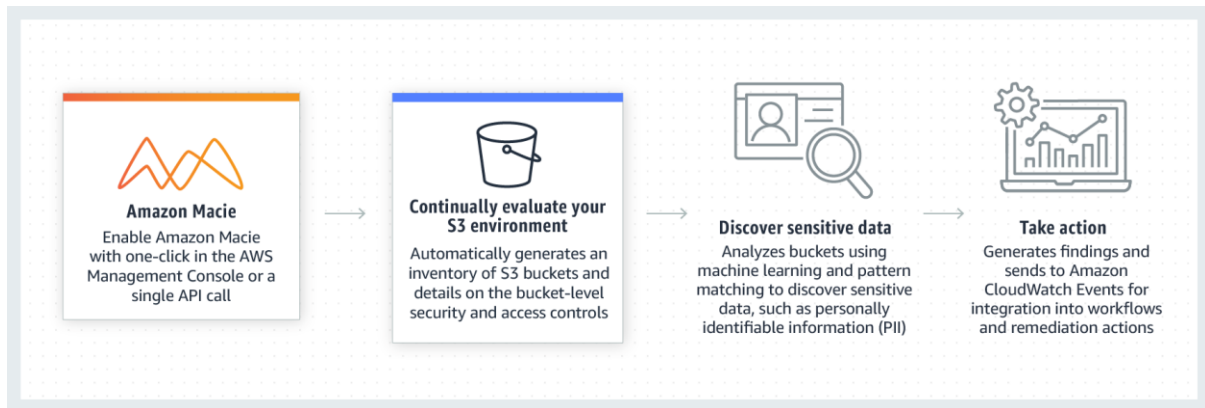 Amazon Macie
Enable Amazon Macie
with one-click in the AWS
Management Console or a
single API call
Continually evaluate your
S3 environment
Automatically generates an
inventory of S3 buckets and
details on the bucket-level
security and access controls
Discover sensitive data
Analyzes buckets using
machine learning and pattern
matching to discover sensitive
data, such as personally
identifiable information (PII)
Take action
Generates findings and
sends to Amazon
CloudWatch Events for
integration into workflows
and remediation actions